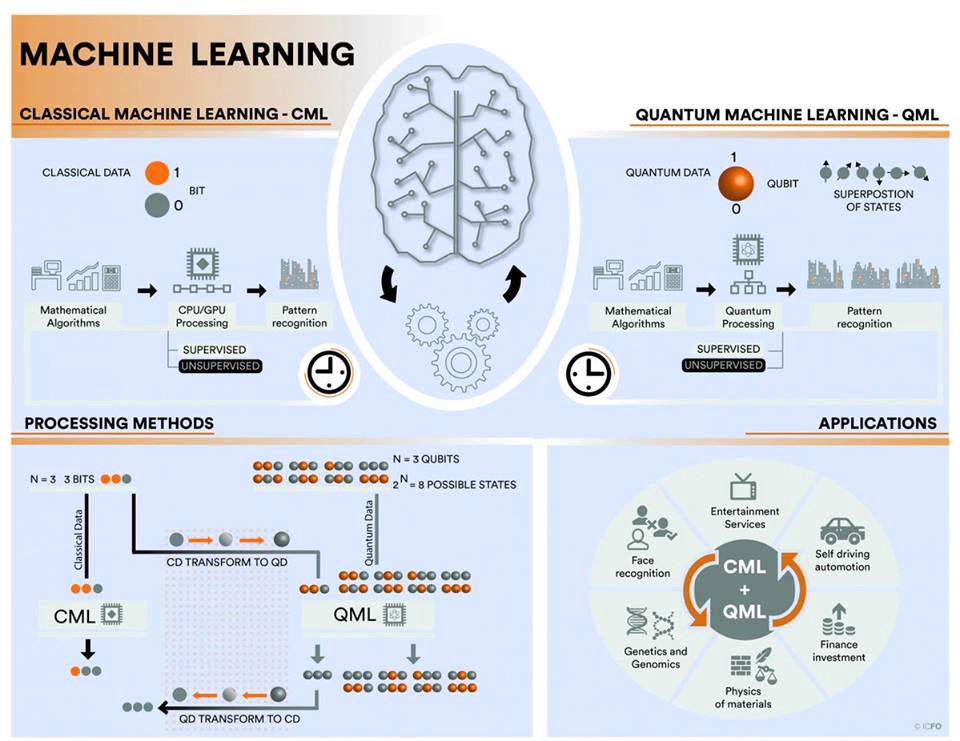 MACHINE LEARNING
CLASSICAL MACHINE LEARNING - CML
QUANTUM MACHINE LEARNING - QML
CLASSICAL DATA
1
BIT
0
Mathematical
Algorithms
CPU/GPU
Processing
Pattern
recognition
SUPERVISED
UNSUPERVISED
QUANTUM DATA
1
QUBIT
0
SUPERPOSTION
OF STATES
Mathematical
Algorithms
Quantum
Processing
Pattern
recognition
SUPERVISED
UNSUPERVISED
PROCESSING METHODS
N = 3 3 BITS
N = 3 QUBITS
2^N = 8 POSSIBLE STATES
Classical Data
Quantum Data
CD TRANSFORM TO QD
CML
QML
QD TRANSFORM TO CD
APPLICATIONS
Entertainment
Services
Self driving
automotion
Finance
investment
Physics
of materials
Genetics and
Genomics
Face
recognition
CML
+
QML
© ICFO